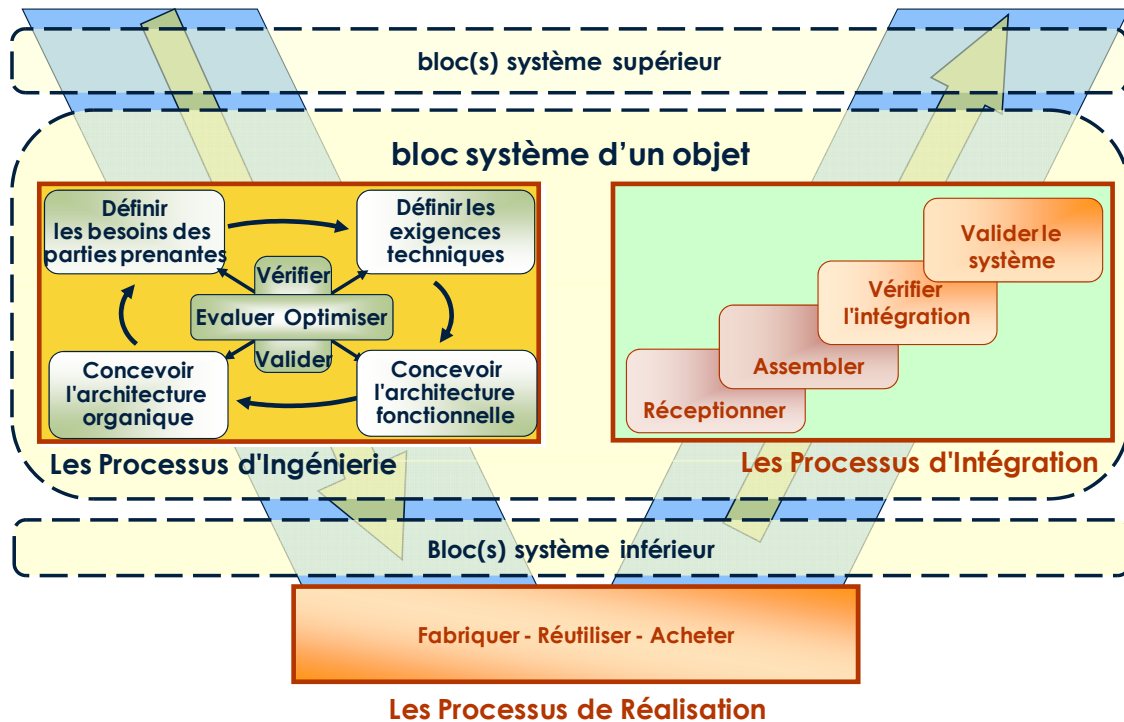 bloc(s) système supérieur
bloc système d'un objet
Définir
les besoins des
parties prenantes
Définir les
exigences
techniques
Vérifier
Evaluer Optimiser
Valider
Concevoir
l'architecture
organique
Concevoir
l'architecture
fonctionnelle
Les Processus d'Ingénierie
Valider le
système
Vérifier
l'intégration
Assembler
Réceptionner
Les Processus d'Intégration
Bloc(s) système inférieur
Fabriquer - Réutiliser - Acheter
Les Processus de Réalisation